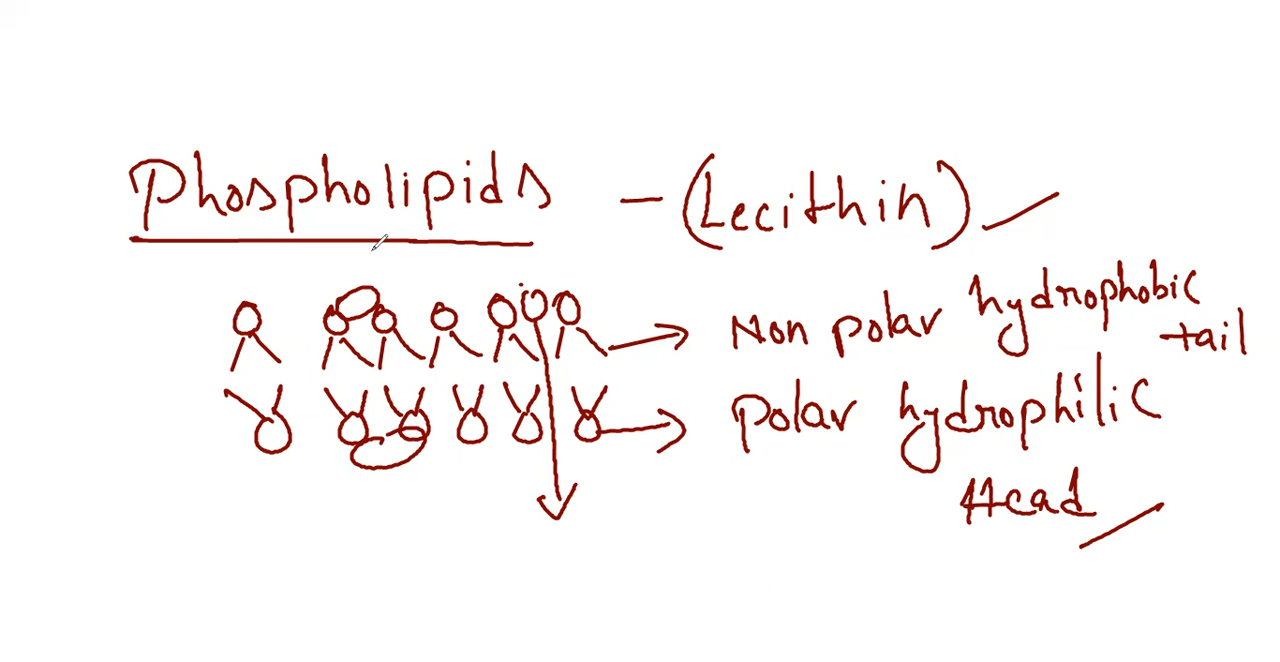 Phospholipids - (Lecithin)
Non polar hydrophobic
tail
polar hydrophilic
Head